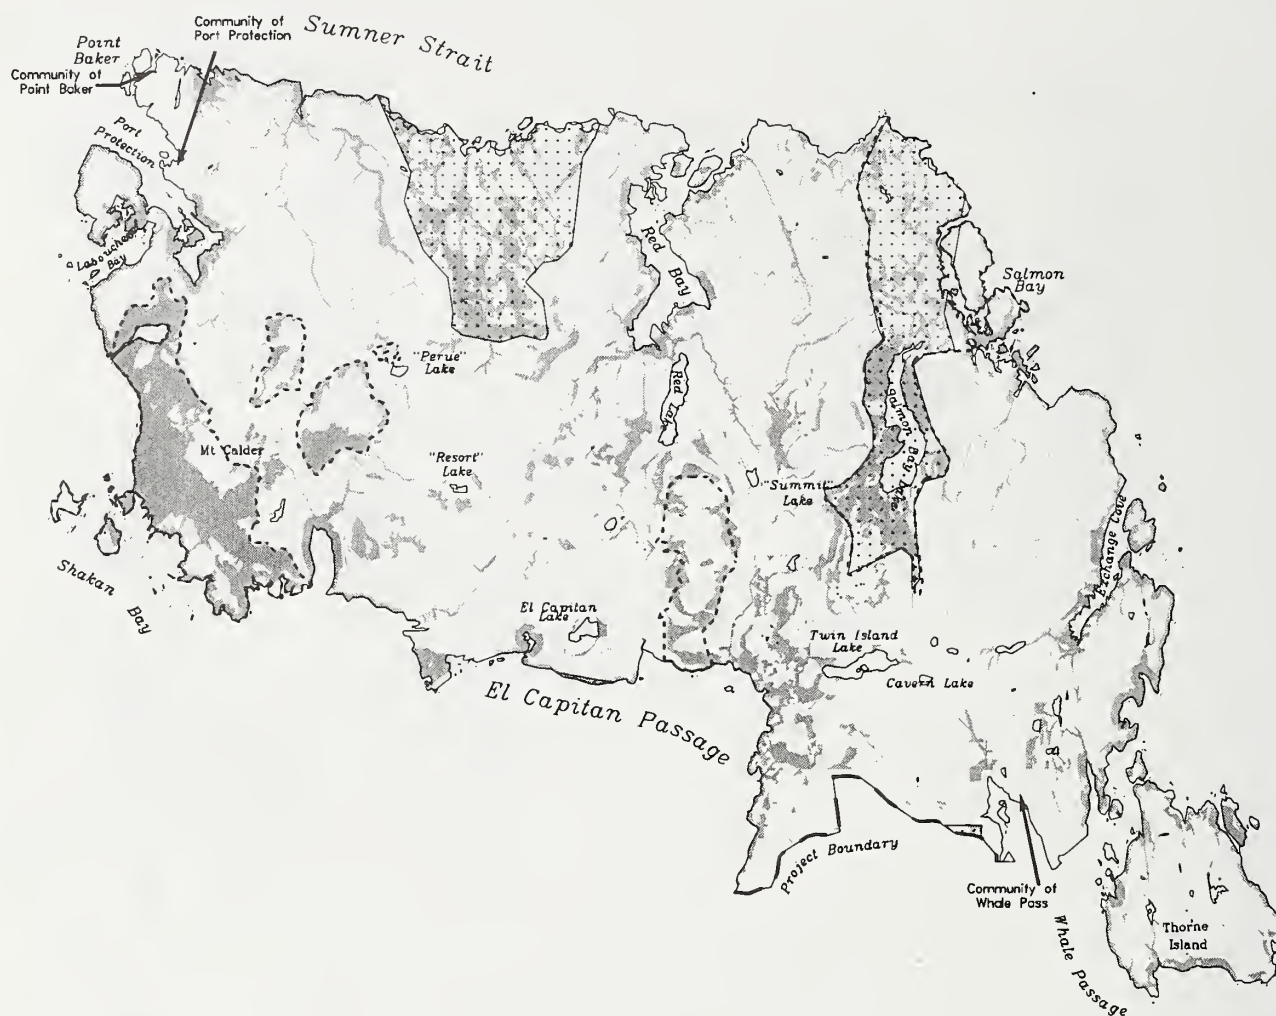 Community of
Port Protection
Sumner Strait
Point
Baker
Community of
Point Baker
Port
Protection
Labouchere
Bay
Red Bay
Salmon
Bay
"Perue"
Lake
Red Lake
Salmon Bay Lake
Mt Calder
"Resort"
Lake
"Summit"
Lake
Exchange Cove
Shakan Bay
El Capitan
Lake
Twin Island
Lake
Cavern Lake
El Capitan Passage
Project Boundary
Community of
Whale Pass
Whale Passage
Thorne
Island